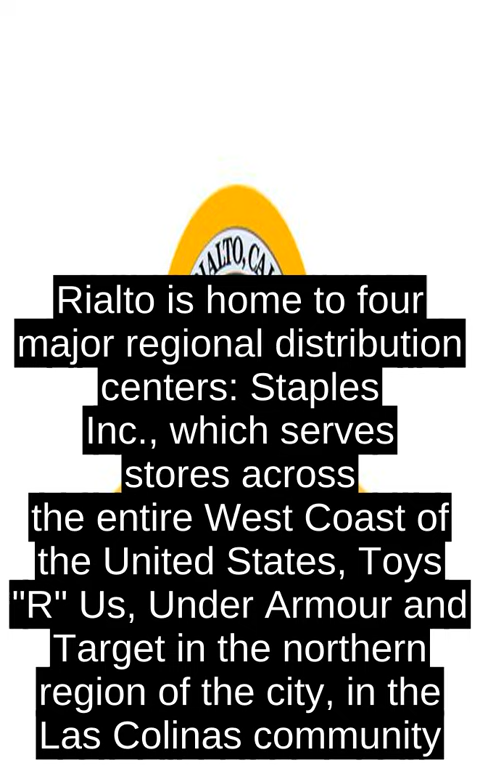 RIALTO, CA
Rialto is home to four
major regional distribution
centers: Staples
Inc., which serves
stores across
the entire West Coast of
the United States, Toys
"R" Us, Under Armour and
Target in the northern
region of the city, in the
Las Colinas community